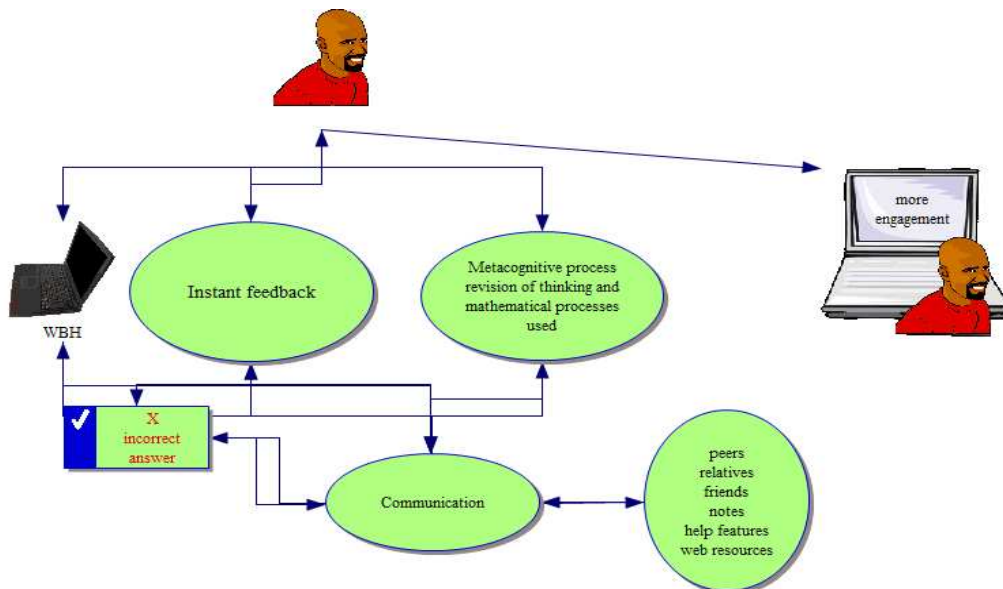 more
engagement
Instant feedback
Metacognitive process
revision of thinking and
mathematical processes
used
WBH
X
incorrect
answer
Communication
peers
relatives
friends
notes
help features
web resources